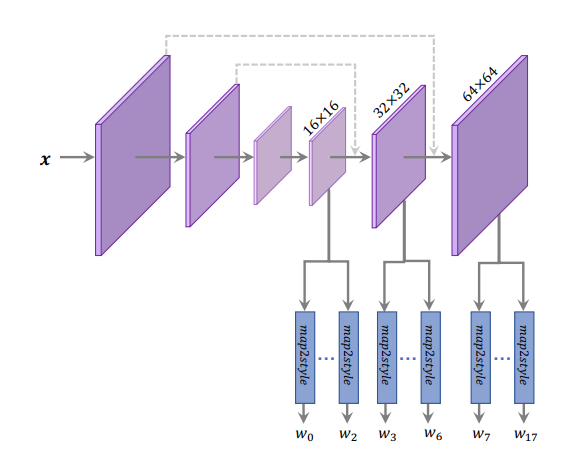 x
16×16
32×32
64×64
map2style
...
map2style
map2style
...
map2style
map2style
...
map2style
w₀
w₂
w₃
w₆
w₇
w₁₇